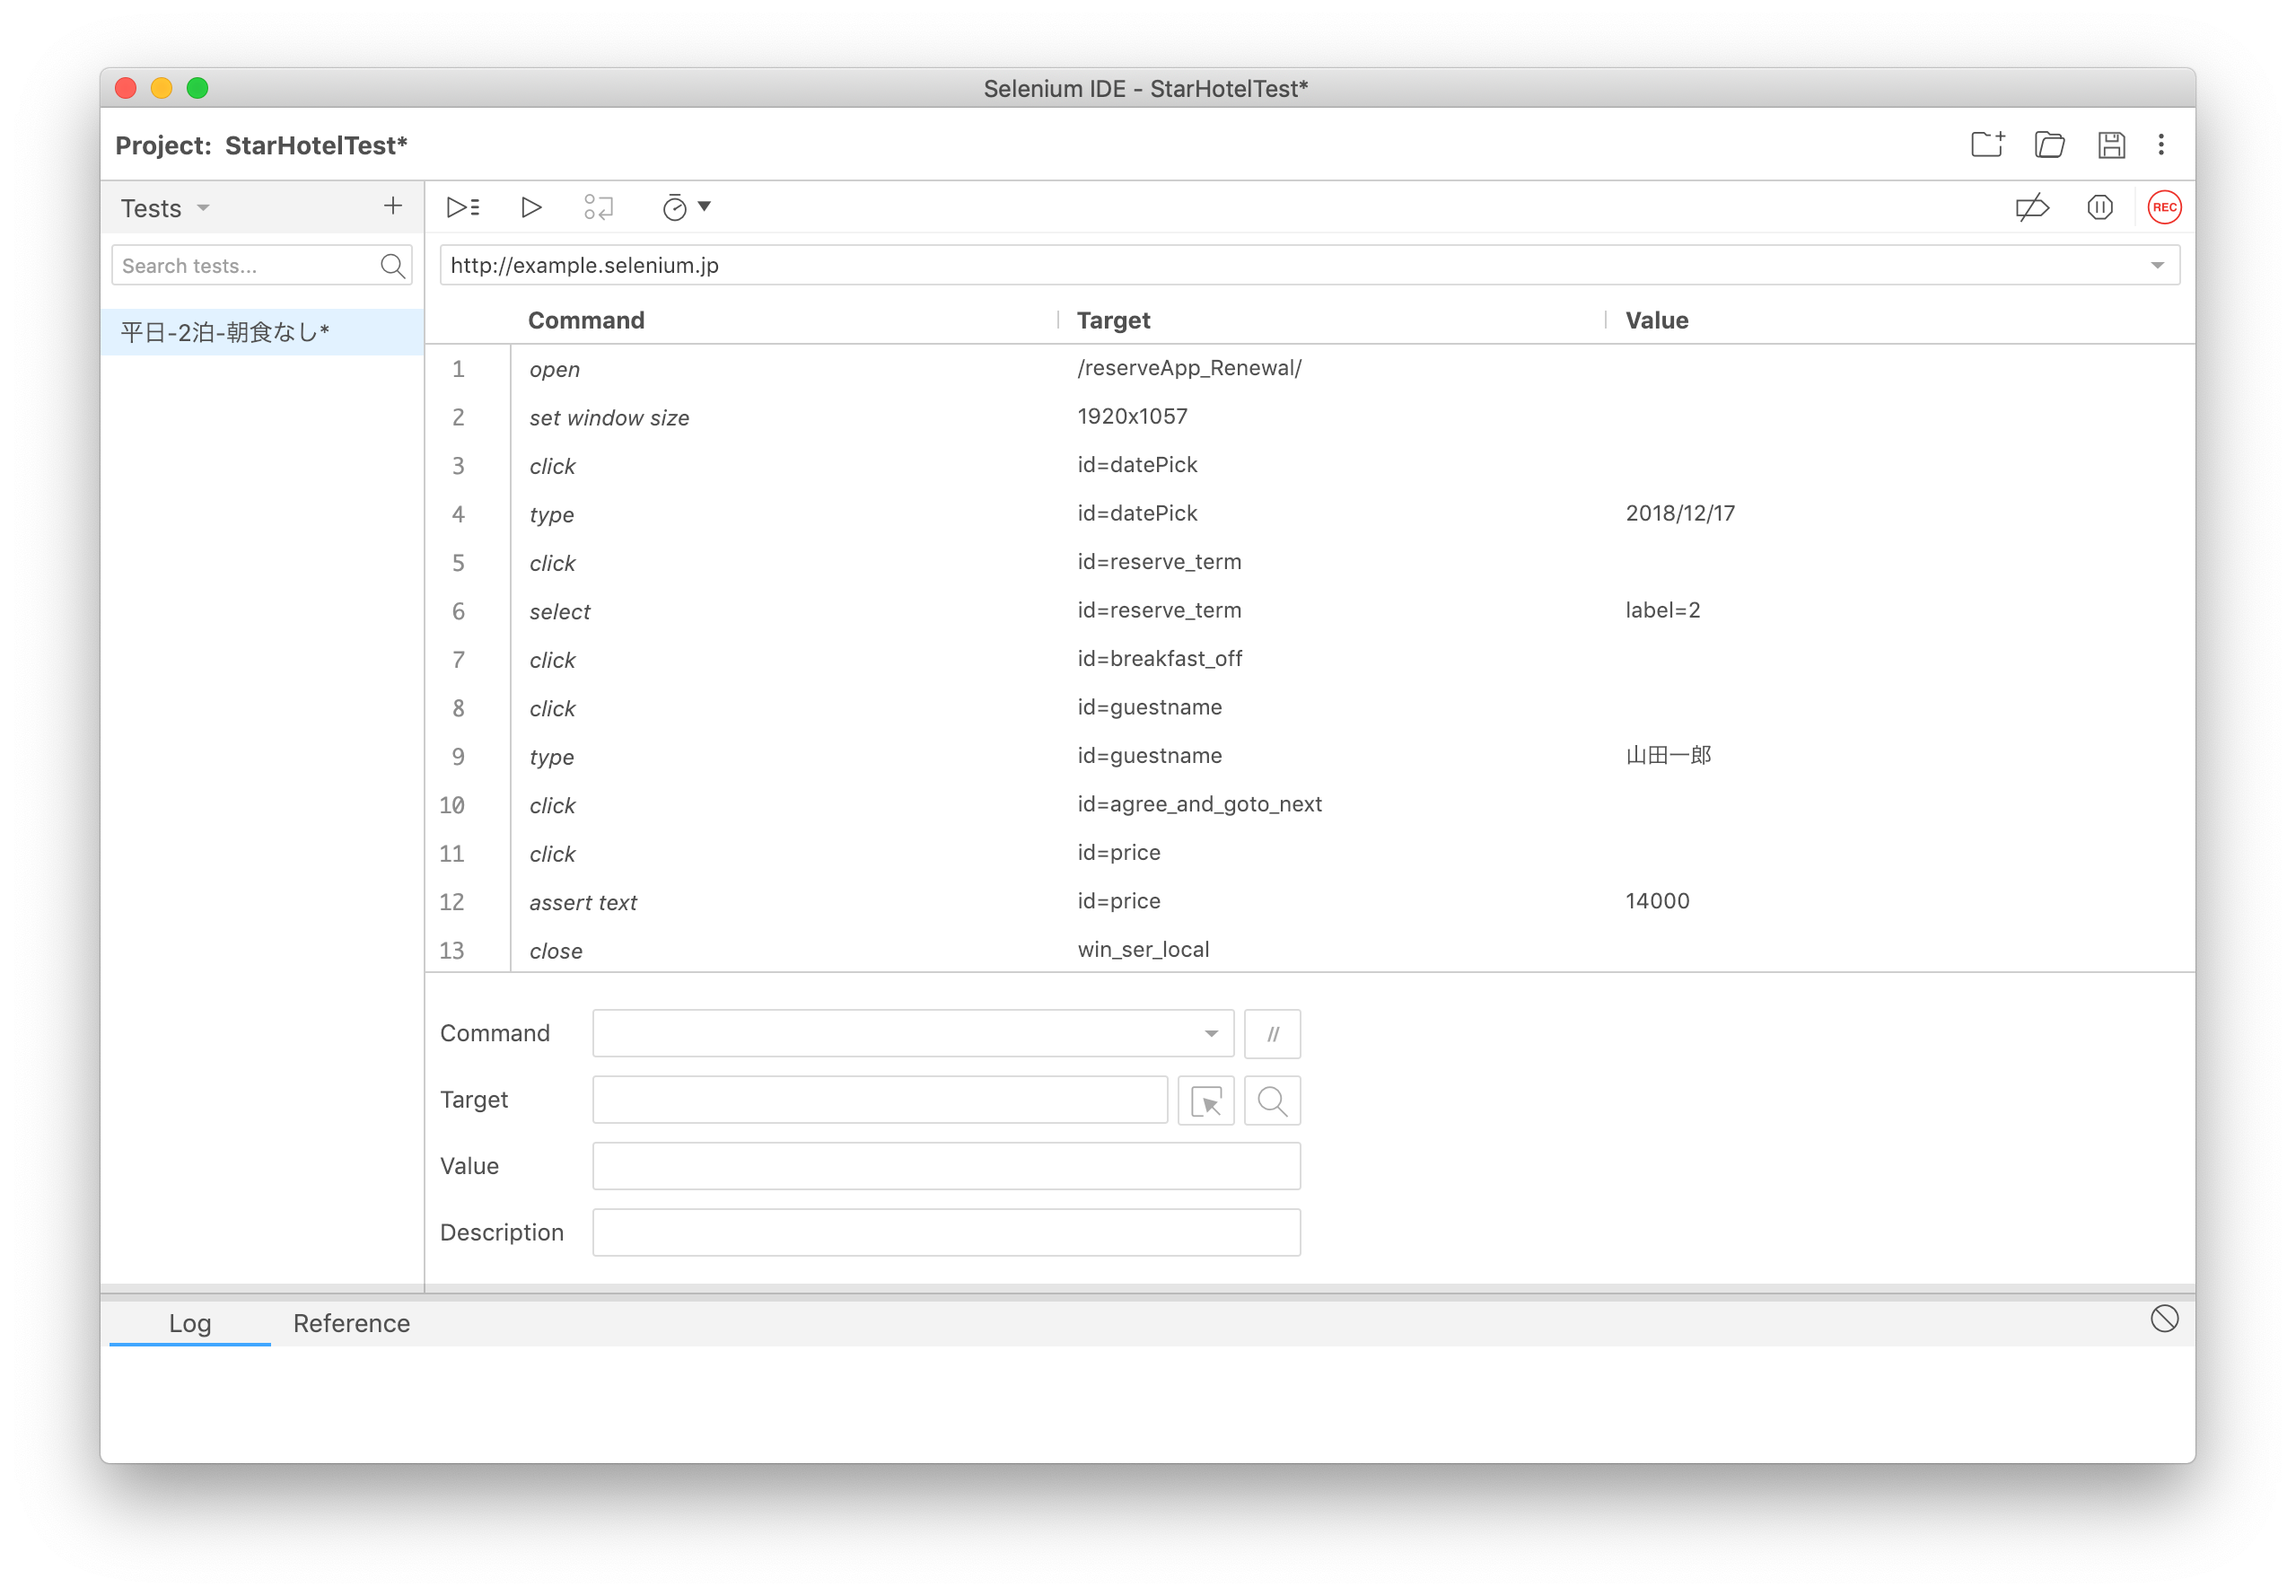 Selenium IDE - StarHotelTest*
Project: StarHotelTest*
Tests
REC
Search tests...
http://example.selenium.jp
平日-2泊-朝食なし*
Command Target Value
1 open /reserveApp_Renewal/
2 set window size 1920x1057
3 click id=datePick
4 type id=datePick 2018/12/17
5 click id=reserve_term
6 select id=reserve_term label=2
7 click id=breakfast_off
8 click id=guestname
9 type id=guestname 山田一郎
10 click id=agree_and_goto_next
11 click id=price
12 assert text id=price 14000
13 close win_ser_local
Command //
Target
Value
Description
Log Reference